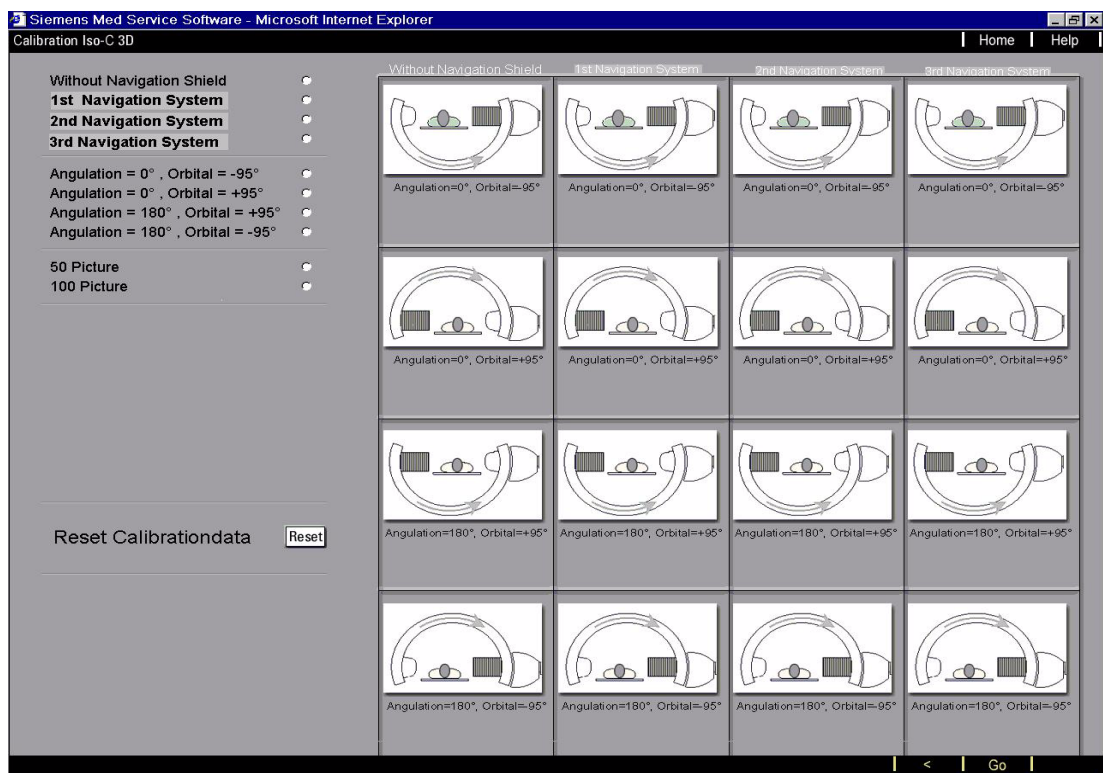 Siemens Med Service Software - Microsoft Internet Explorer
Calibration Iso-C 3D Home Help
Without Navigation Shield
1st Navigation System
2nd Navigation System
3rd Navigation System
Angulation = 0° , Orbital = -95°
Angulation = 0° , Orbital = +95°
Angulation = 180° , Orbital = +95°
Angulation = 180° , Orbital = -95°
50 Picture
100 Picture
Reset Calibrationdata Reset
Without Navigation Shield 1st Navigation System 2nd Navigation System 3rd Navigation System
Angulation=0°, Orbital=-95° Angulation=0°, Orbital=-95° Angulation=0°, Orbital=-95° Angulation=0°, Orbital=-95°
Angulation=0°, Orbital=+95° Angulation=0°, Orbital=+95° Angulation=0°, Orbital=+95° Angulation=0°, Orbital=+95°
Angulation=180°, Orbital=+95° Angulation=180°, Orbital=+95° Angulation=180°, Orbital=+95° Angulation=180°, Orbital=+95°
Angulation=180°, Orbital=-95° Angulation=180°, Orbital=-95° Angulation=180°, Orbital=-95° Angulation=180°, Orbital=-95°
< Go